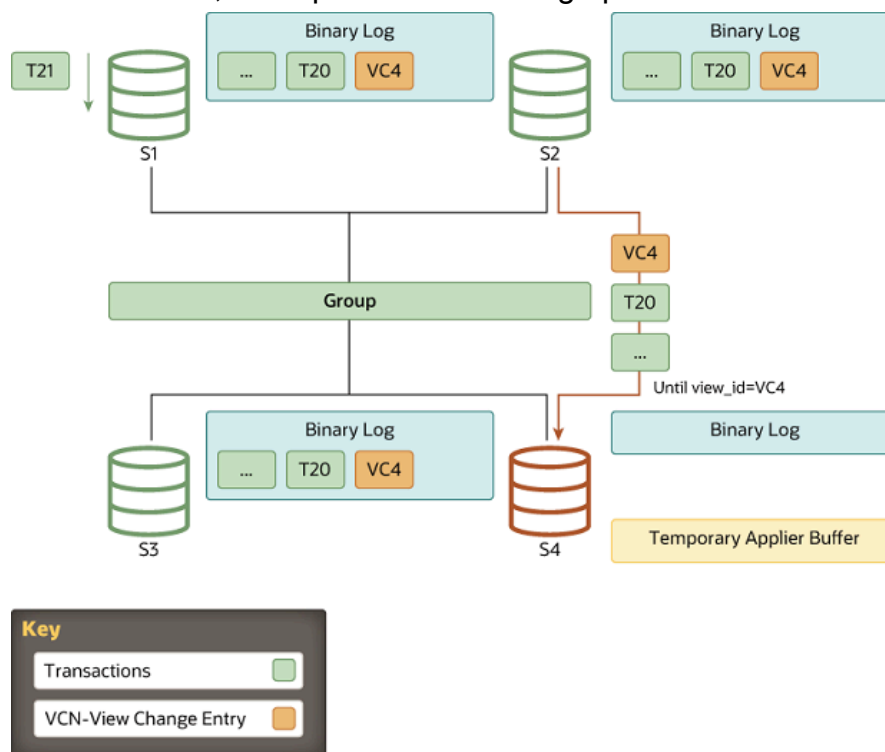 Binary Log
Binary Log
T21
... T20 VC4
... T20 VC4
S1
S2
VC4
Group
T20
...
Until view_id=VC4
Binary Log
Binary Log
... T20 VC4
S3
S4
Temporary Applier Buffer
Key
Transactions
VCN-View Change Entry